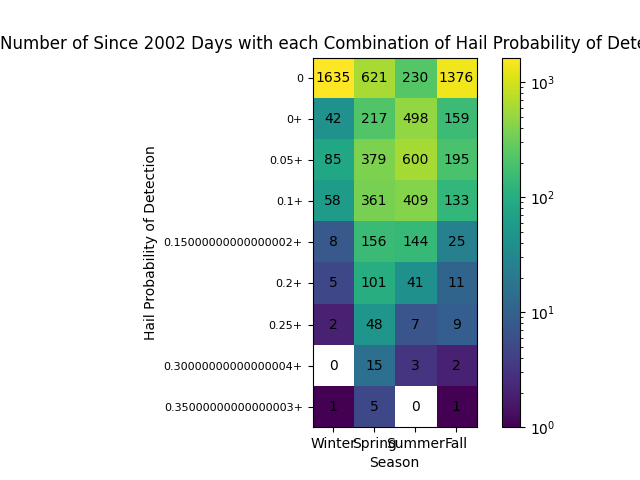 Number of Since 2002 Days with each Combination of Hail Probability of Dete
0 1635 621 230 1376
0+ 42 217 498 159
0.05+ 85 379 600 195
0.1+ 58 361 409 133
0.15000000000000002+ 8 156 144 25
0.2+ 5 101 41 11
0.25+ 2 48 7 9
0.30000000000000004+ 0 15 3 2
0.35000000000000003+ 1 5 0 1
Winter Spring Summer Fall
Season
Hail Probability of Detection
10³
10²
10¹
10⁰